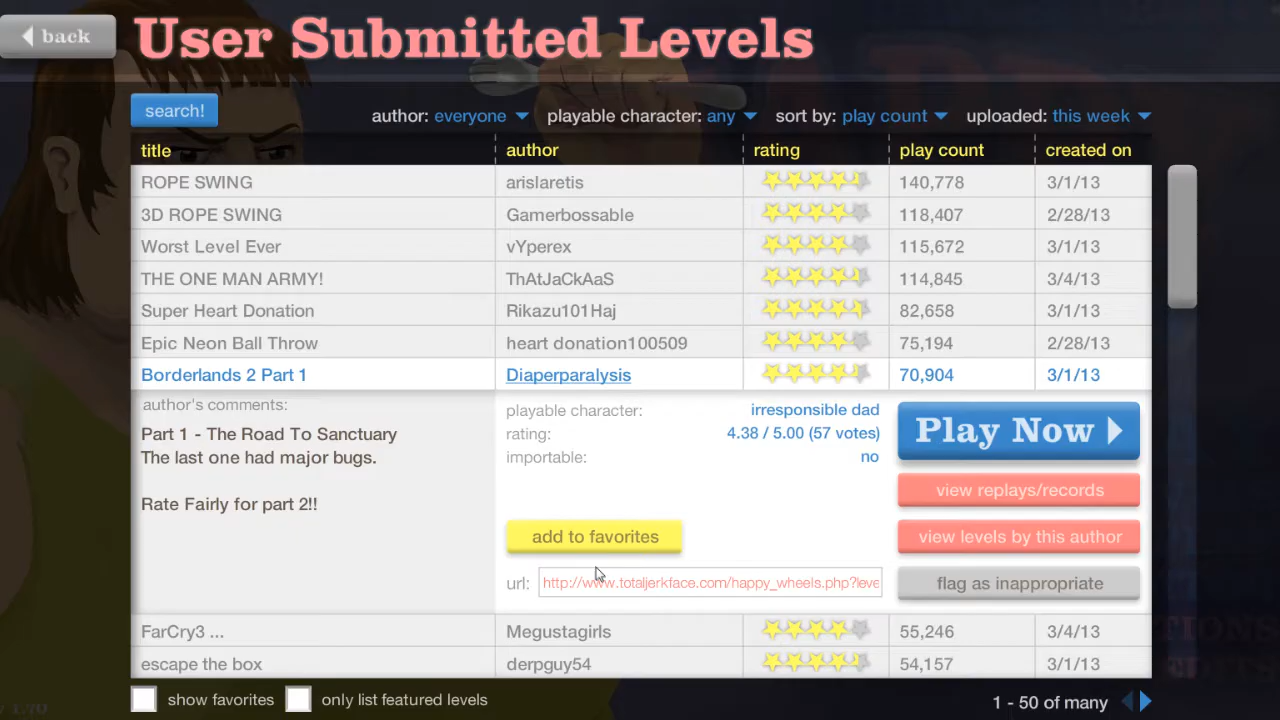 back
User Submitted Levels
search!
author: everyone playable character: any sort by: play count uploaded: this week
title author rating play count created on
ROPE SWING arislaretis 140,778 3/1/13
3D ROPE SWING Gamerbossable 118,407 2/28/13
Worst Level Ever vYperex 115,672 3/1/13
THE ONE MAN ARMY! ThAtJaCkAaS 114,845 3/4/13
Super Heart Donation Rikazu101Haj 82,658 3/1/13
Epic Neon Ball Throw heart donation100509 75,194 2/28/13
Borderlands 2 Part 1 Diaperparalysis 70,904 3/1/13
author's comments:
Part 1 - The Road To Sanctuary
The last one had major bugs.
Rate Fairly for part 2!!
playable character: irresponsible dad
rating: 4.38 / 5.00 (57 votes)
importable: no
add to favorites
url: http://www.totaljerkface.com/happy_wheels.php?leve
Play Now
view replays/records
view levels by this author
flag as inappropriate
FarCry3 ... Megustagirls 55,246 3/4/13
escape the box derpguy54 54,157 3/1/13
show favorites only list featured levels 1 - 50 of many